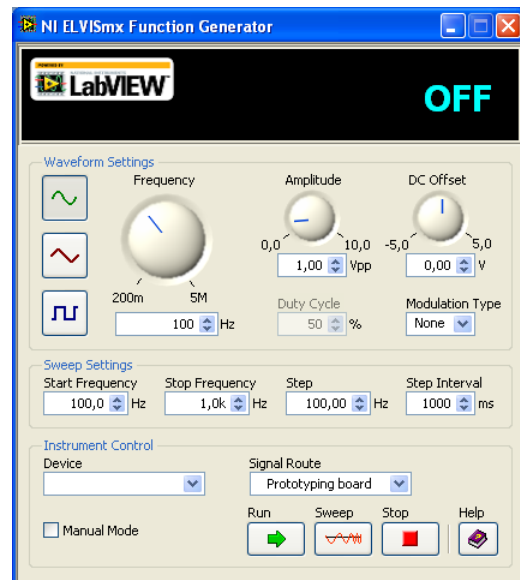 NI ELVISmx Function Generator
LabVIEW
OFF
Waveform Settings
Frequency
Amplitude
DC Offset
0,0 10,0
-5,0 5,0
1,00 Vpp
0,00 V
200m 5M
100 Hz
Duty Cycle
50 %
Modulation Type
None
Sweep Settings
Start Frequency
Stop Frequency
Step
Step Interval
100,0 Hz
1,0k Hz
100,00 Hz
1000 ms
Instrument Control
Device
Signal Route
Prototyping board
Manual Mode
Run
Sweep
Stop
Help